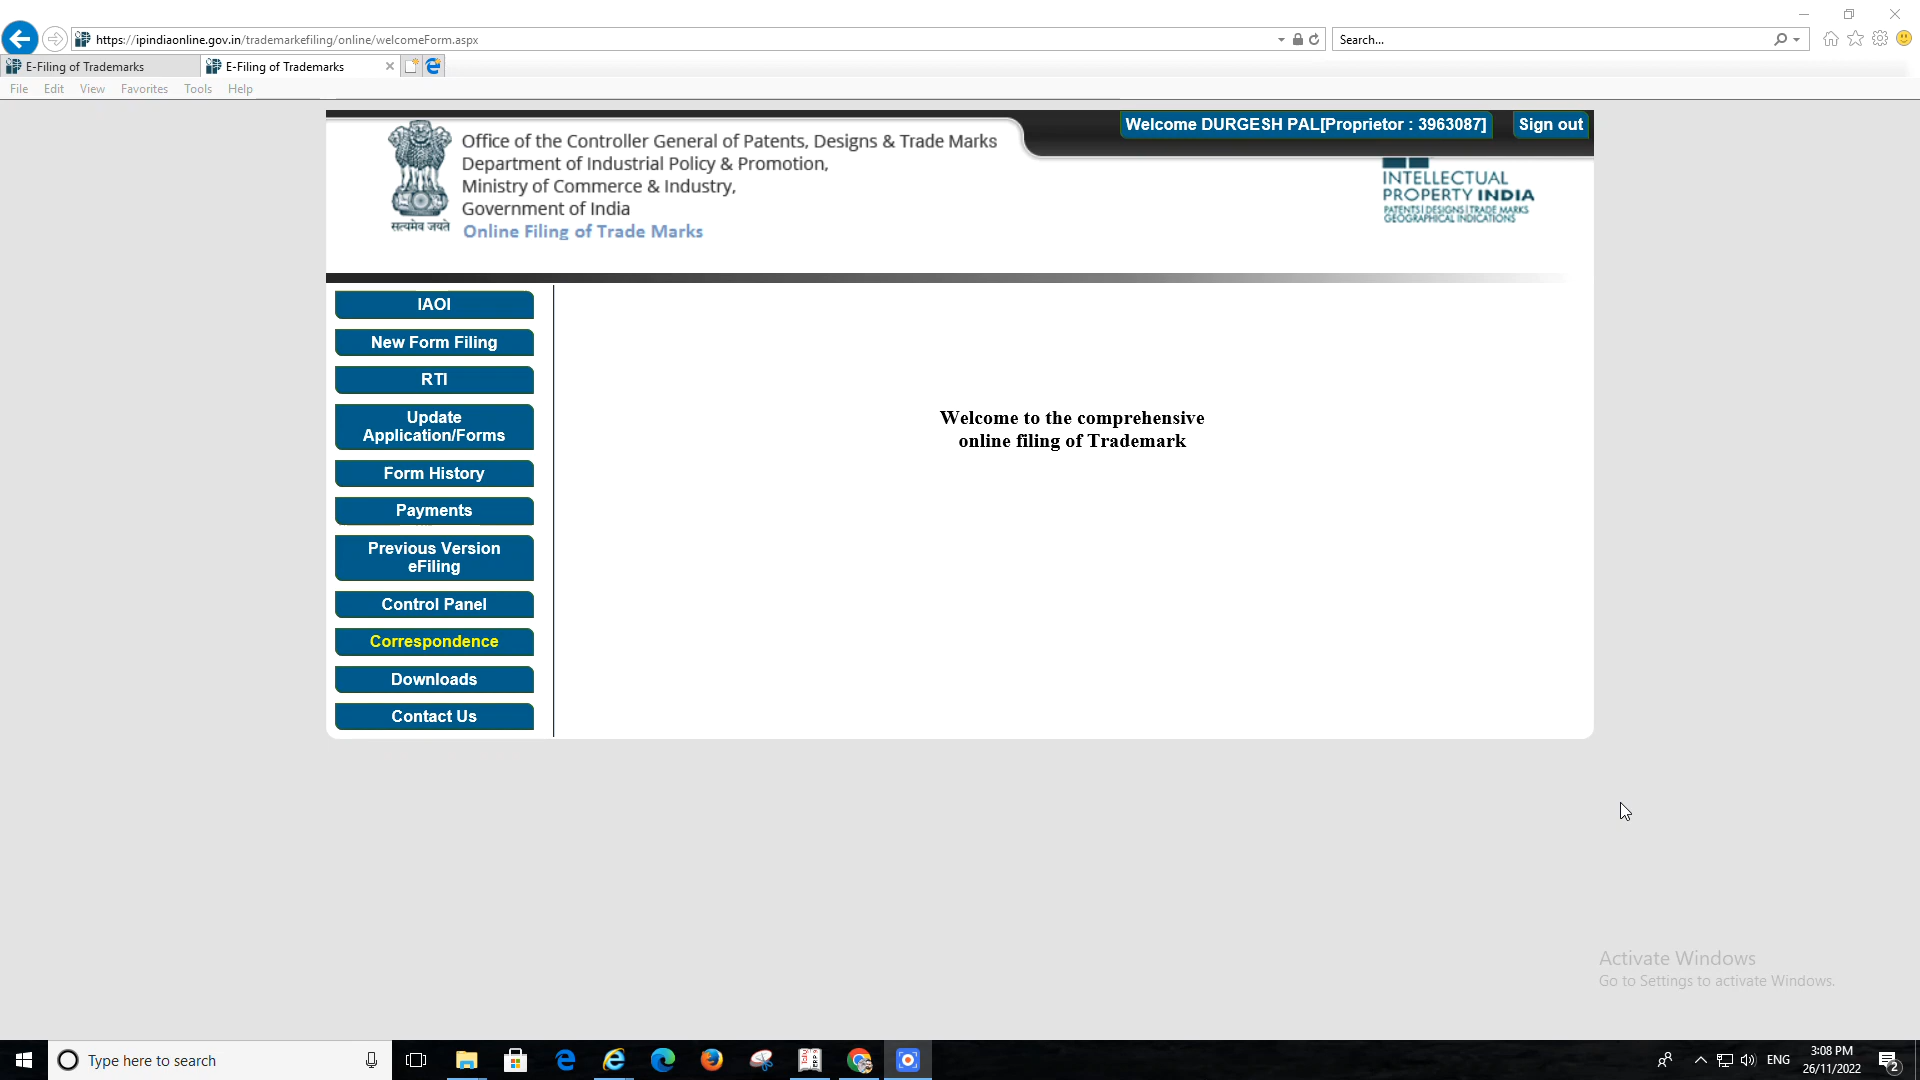 https://ipindiaonline.gov.in/trademarkefiling/online/welcomeForm.aspx
Search...
E-Filing of Trademarks
E-Filing of Trademarks
File Edit View Favorites Tools Help
Welcome DURGESH PAL[Proprietor : 3963087]
Sign out
Office of the Controller General of Patents, Designs & Trade Marks
Department of Industrial Policy & Promotion,
Ministry of Commerce & Industry,
Government of India
सत्यमेव जयते
Online Filing of Trade Marks
INTELLECTUAL
PROPERTY INDIA
PATENTS | DESIGNS | TRADE MARKS
GEOGRAPHICAL INDICATIONS
IAOI
New Form Filing
RTI
Update
Application/Forms
Form History
Payments
Previous Version
eFiling
Control Panel
Correspondence
Downloads
Contact Us
Welcome to the comprehensive
online filing of Trademark
Activate Windows
Go to Settings to activate Windows.
Type here to search
ENG
3:08 PM
26/11/2022
2